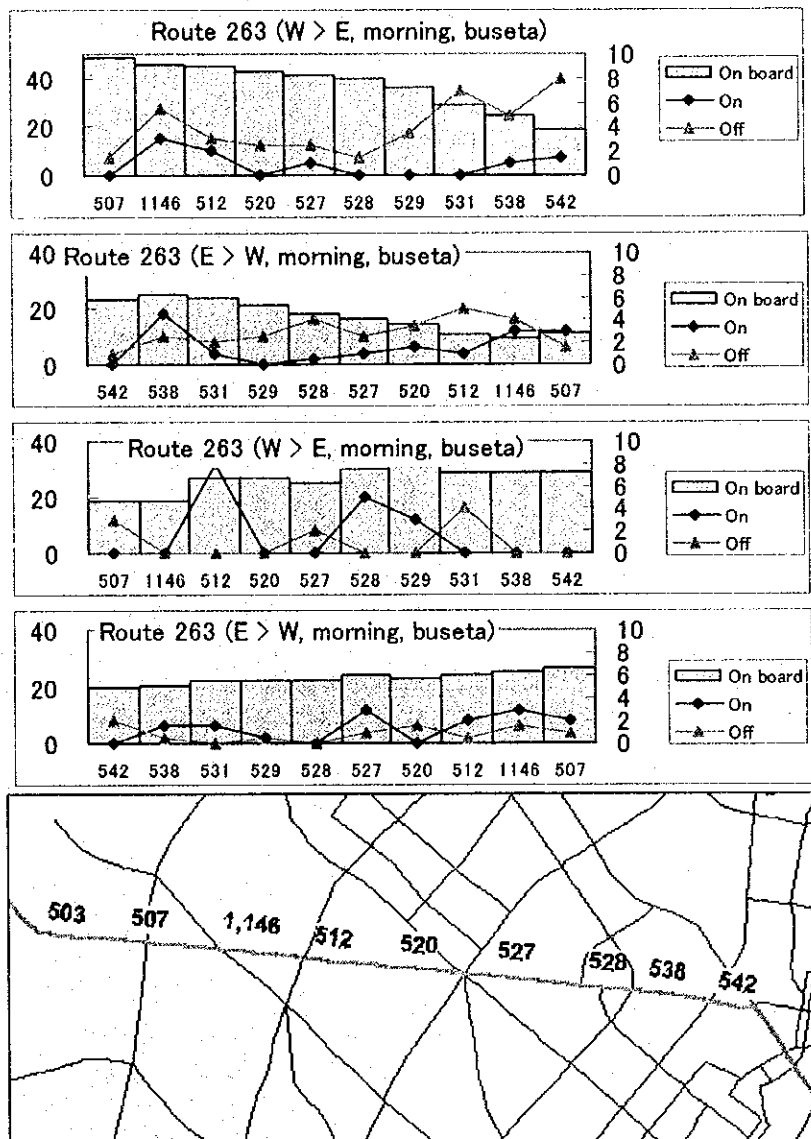 Route 263 (W > E, morning, buseta)
40
20
0
10
8
6
4
2
0
On board
On
Off
507 1146 512 520 527 528 529 531 538 542
Route 263 (E > W, morning, buseta)
40
20
0
10
8
6
4
2
0
On board
On
Off
542 538 531 529 528 527 520 512 1146 507
Route 263 (W > E, morning, buseta)
40
20
0
10
8
6
4
2
0
On board
On
Off
507 1146 512 520 527 528 529 531 538 542
Route 263 (E > W, morning, buseta)
40
20
0
10
8
6
4
2
0
On board
On
Off
542 538 531 529 528 527 520 512 1146 507
503 507 1,146 512 520 527 528 538 542